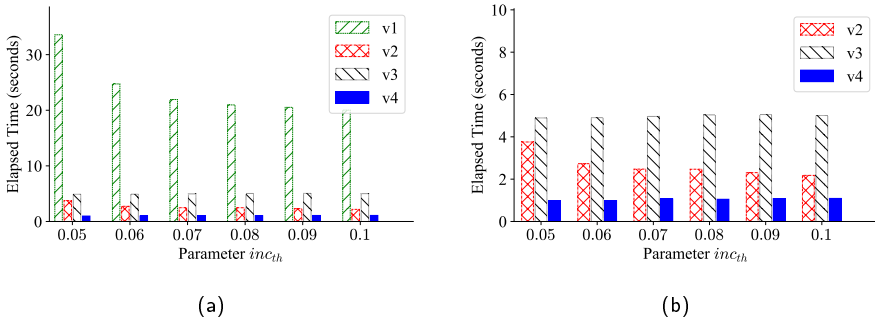 30
20
10
0
Elapsed Time (seconds)
v1
v2
v3
v4
0.05 0.06 0.07 0.08 0.09 0.1
Parameter inc_th
(a)
10
8
6
4
2
0
Elapsed Time (seconds)
v2
v3
v4
0.05 0.06 0.07 0.08 0.09 0.1
Parameter inc_th
(b)